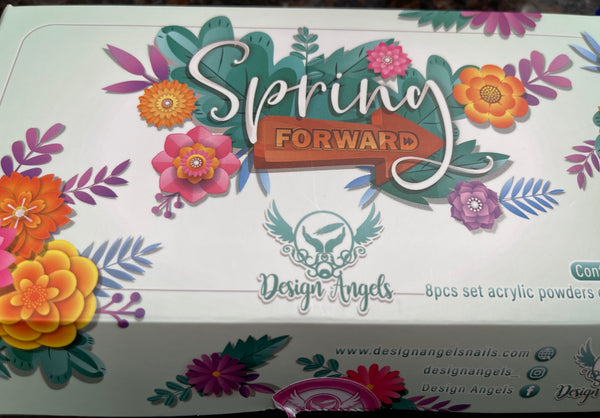 Spring
FORWARD
Design Angels
8pcs set acrylic powders
www.designangelsnails.com
designangels_
Design Angels